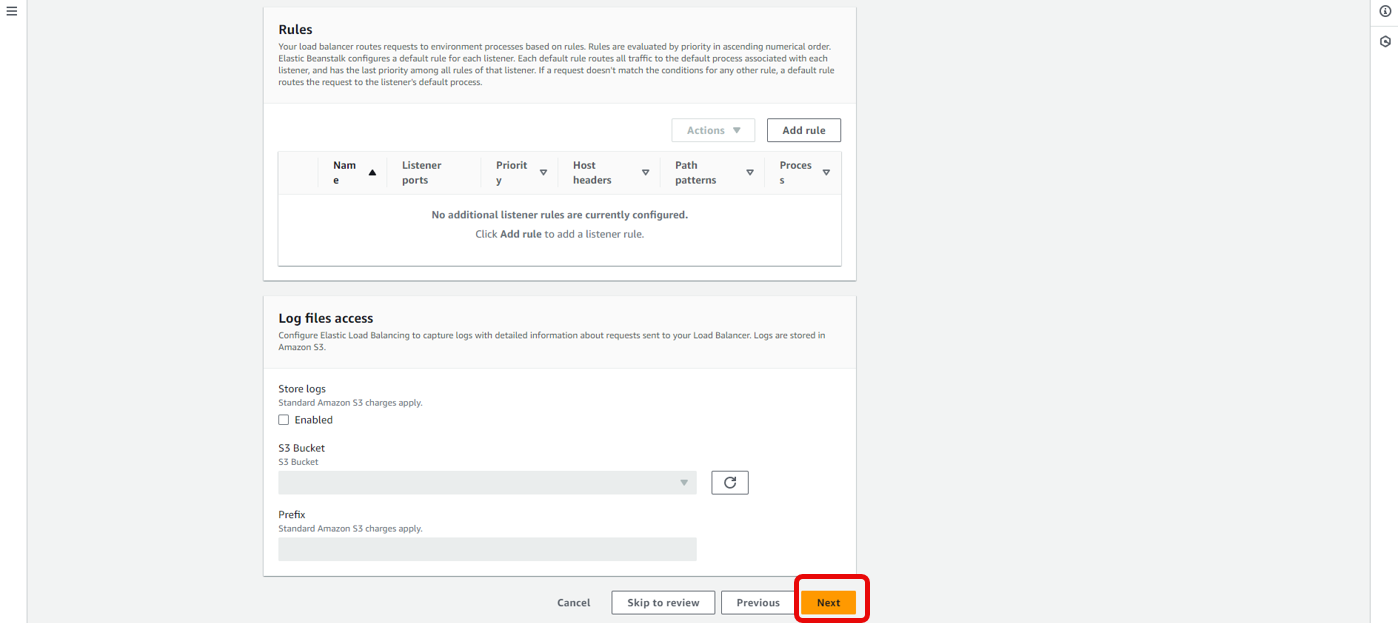 Rules
Your load balancer routes requests to environment processes based on rules. Rules are evaluated by priority in ascending numerical order.
Elastic Beanstalk configures a default rule for each listener. Each default rule routes all traffic to the default process associated with each
listener, and has the last priority among all rules of that listener. If a request doesn't match the conditions for any other rule, a default rule
routes the request to the listener's default process.
Actions Add rule
Nam Listener Priorit Host Path Proces
e ports y headers patterns s
No additional listener rules are currently configured.
Click Add rule to add a listener rule.
Log files access
Configure Elastic Load Balancing to capture logs with detailed information about requests sent to your Load Balancer. Logs are stored in
Amazon S3.
Store logs
Standard Amazon S3 charges apply.
Enabled
S3 Bucket
S3 Bucket
Prefix
Standard Amazon S3 charges apply.
Cancel Skip to review Previous Next